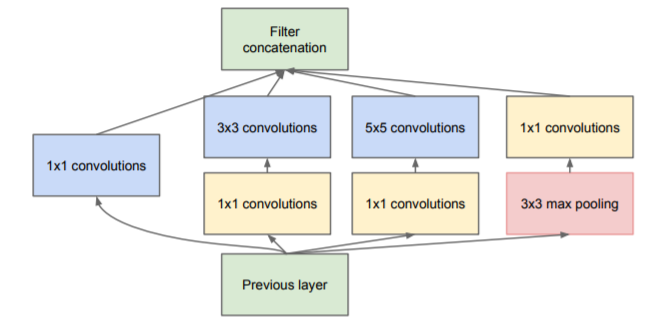 Filter
concatenation
3x3 convolutions
5x5 convolutions
1x1 convolutions
1x1 convolutions
1x1 convolutions
1x1 convolutions
3x3 max pooling
Previous layer